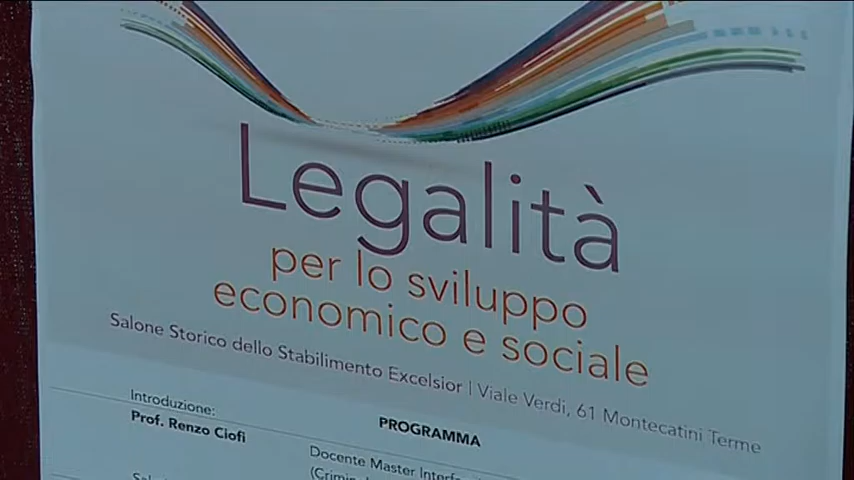 Legalità
per lo sviluppo
economico e sociale
Salone Storico dello Stabilimento Excelsior | Viale Verdi, 61 Montecatini Terme
PROGRAMMA
Introduzione:
Prof. Renzo Ciofi
Docente Master